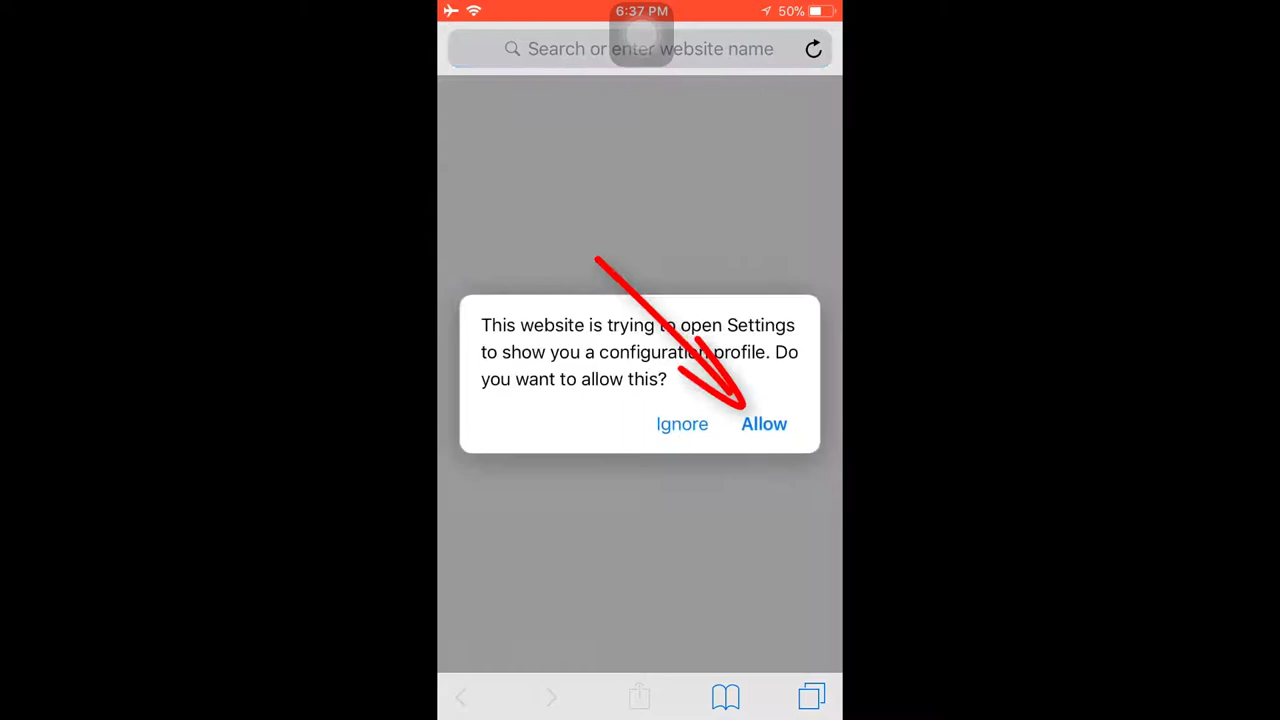 6:37 PM
50%
Search or enter website name
This website is trying to open Settings
to show you a configuration profile. Do
you want to allow this?
Ignore
Allow